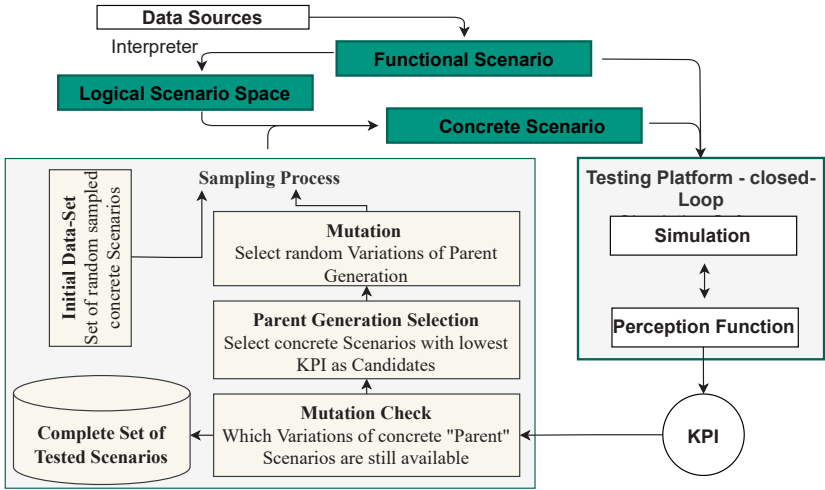 Data Sources
Interpreter
Functional Scenario
Logical Scenario Space
Concrete Scenario
Sampling Process
Initial Data-Set
Set of random sampled
concrete Scenarios
Mutation
Select random Variations of Parent
Generation
Parent Generation Selection
Select concrete Scenarios with lowest
KPI as Candidates
Mutation Check
Which Variations of concrete "Parent"
Scenarios are still available
Complete Set of
Tested Scenarios
Testing Platform - closed-
Loop
Simulation
Perception Function
KPI